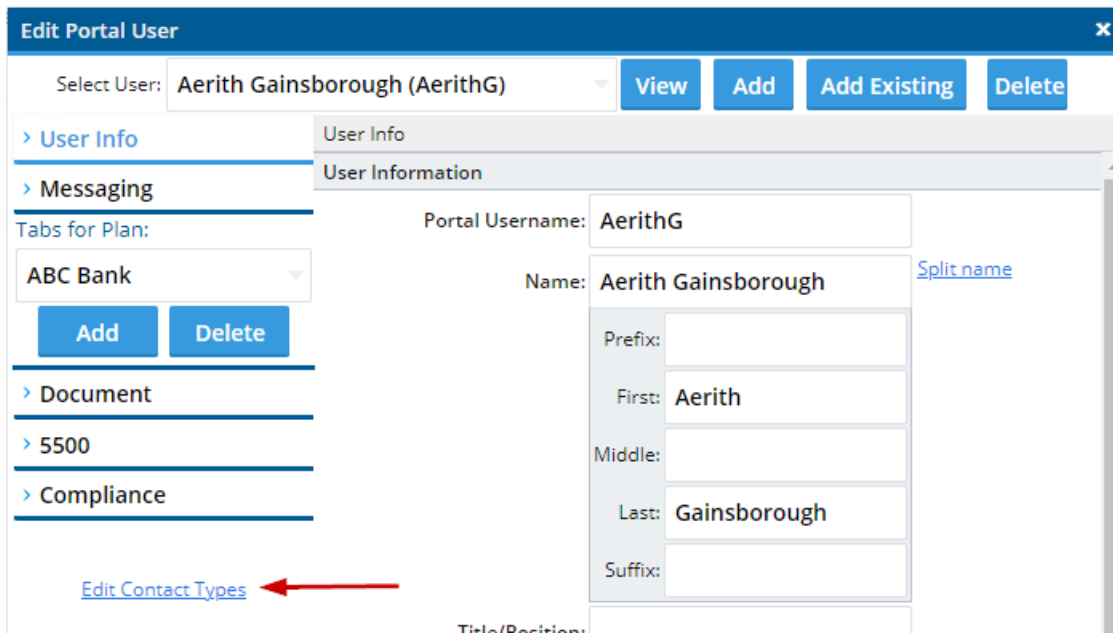 Edit Portal User
Select User: Aerith Gainsborough (AerithG) View Add Add Existing Delete
User Info
Messaging
Tabs for Plan:
ABC Bank
Add Delete
Document
5500
Compliance
Edit Contact Types
User Info
User Information
Portal Username: AerithG
Name: Aerith Gainsborough Split name
Prefix:
First: Aerith
Middle:
Last: Gainsborough
Suffix:
Title/Position: